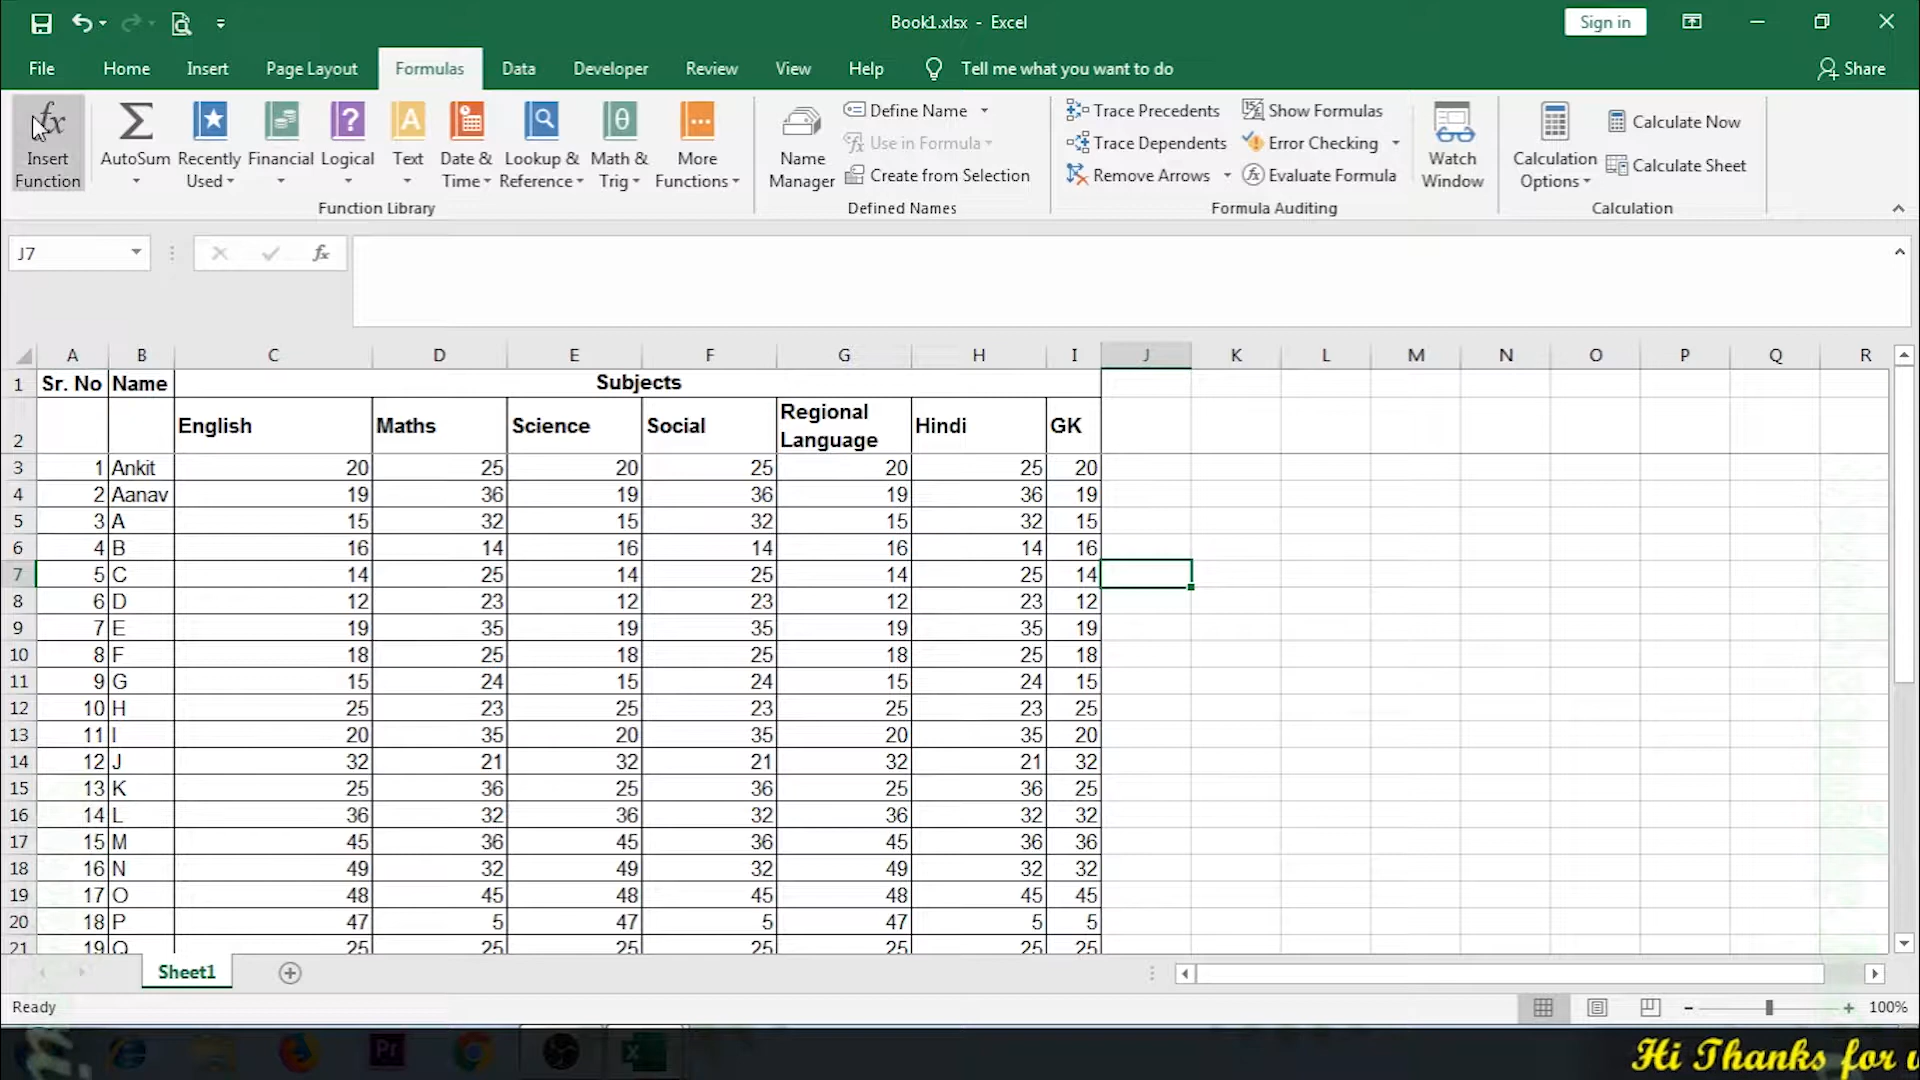 Book1.xlsx - Excel
Sign in
File Home Insert Page Layout Formulas Data Developer Review View Help Tell me what you want to do Share
Insert Function
AutoSum
Recently Used
Financial
Logical
Text
Date & Time
Lookup & Reference
Math & Trig
More Functions
Function Library
Name Manager
Define Name
Use in Formula
Create from Selection
Defined Names
Trace Precedents
Trace Dependents
Remove Arrows
Show Formulas
Error Checking
Evaluate Formula
Watch Window
Formula Auditing
Calculation Options
Calculate Now
Calculate Sheet
Calculation
J7
fx
A B C D E F G H I J K L M N O P Q R
1 Sr. No Name Subjects
2 English Maths Science Social Regional Language Hindi GK
3 1 Ankit 20 25 20 25 20 25 20
4 2 Aanav 19 36 19 36 19 36 19
5 3 A 15 32 15 32 15 32 15
6 4 B 16 14 16 14 16 14 16
7 5 C 14 25 14 25 14 25 14
8 6 D 12 23 12 23 12 23 12
9 7 E 19 35 19 35 19 35 19
10 8 F 18 25 18 25 18 25 18
11 9 G 15 24 15 24 15 24 15
12 10 H 25 23 25 23 25 23 25
13 11 I 20 35 20 35 20 35 20
14 12 J 32 21 32 21 32 21 32
15 13 K 25 36 25 36 25 36 25
16 14 L 36 32 36 32 36 32 32
17 15 M 45 36 45 36 45 36 36
18 16 N 49 32 49 32 49 32 32
19 17 O 48 45 48 45 48 45 45
20 18 P 47 5 47 5 47 5 5
21 19 Q 25 25 25 25 25 25 25
Sheet1
Ready
100%
Pr
Hi Thanks for